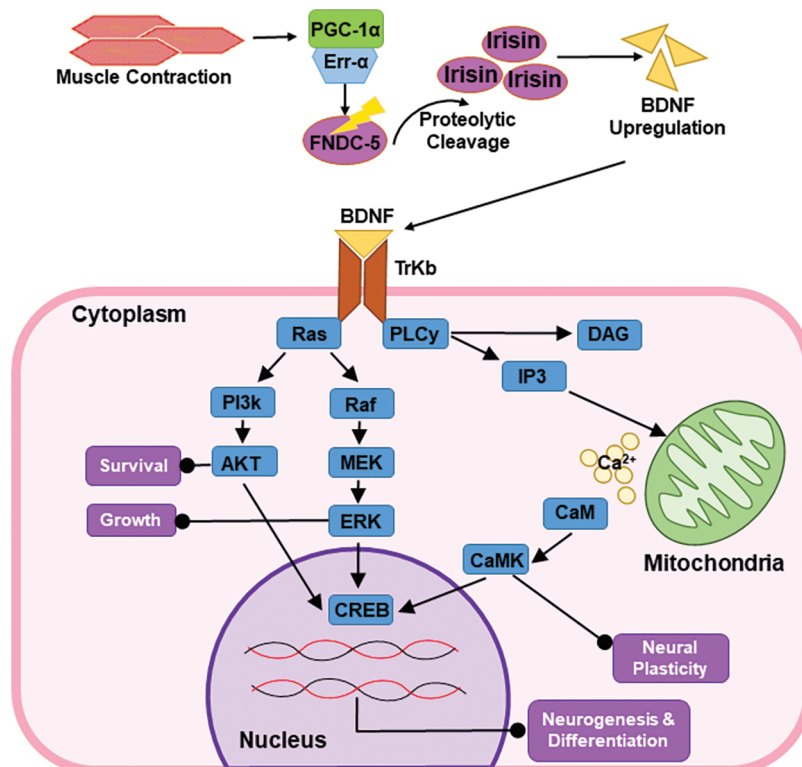 Muscle Contraction
PGC-1α
Err-α
FNDC-5
Proteolytic
Cleavage
Irisin
Irisin
Irisin
BDNF
Upregulation
BDNF
TrKb
Cytoplasm
Ras
PLCy
DAG
IP3
PI3k
Raf
Survival
AKT
MEK
Ca2+
Growth
ERK
CaM
Mitochondria
CaMK
CREB
Neural
Plasticity
Nucleus
Neurogenesis &
Differentiation